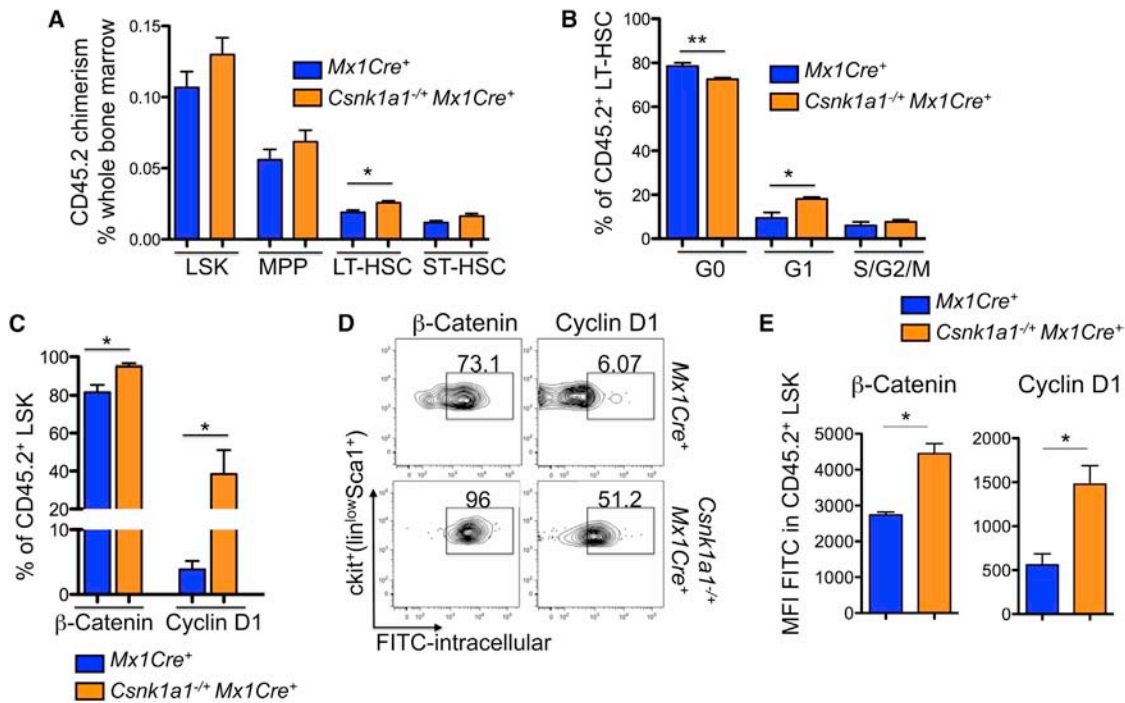 A
CD45.2 chimerism
% whole bone marrow
0.15
0.10
0.05
0.00
Mx1Cre+
Csnk1a1-/+ Mx1Cre+
*
LSK
MPP
LT-HSC
ST-HSC
B
% of CD45.2+ LT-HSC
100
80
60
40
20
0
**
*
Mx1Cre+
Csnk1a1-/+ Mx1Cre+
G0
G1
S/G2/M
C
% of CD45.2+ LSK
100
80
60
40
20
10
0
*
*
β-Catenin
Cyclin D1
Mx1Cre+
Csnk1a1-/+ Mx1Cre+
D
β-Catenin
Cyclin D1
73.1
6.07
Mx1Cre+
96
51.2
Csnk1a1-/+
Mx1Cre+
ckit+(linlowSca1+)
FITC-intracellular
E
Mx1Cre+
Csnk1a1-/+ Mx1Cre+
β-Catenin
Cyclin D1
MFI FITC in CD45.2+ LSK
5000
4000
3000
2000
1000
0
*
2000
1500
1000
500
0
*